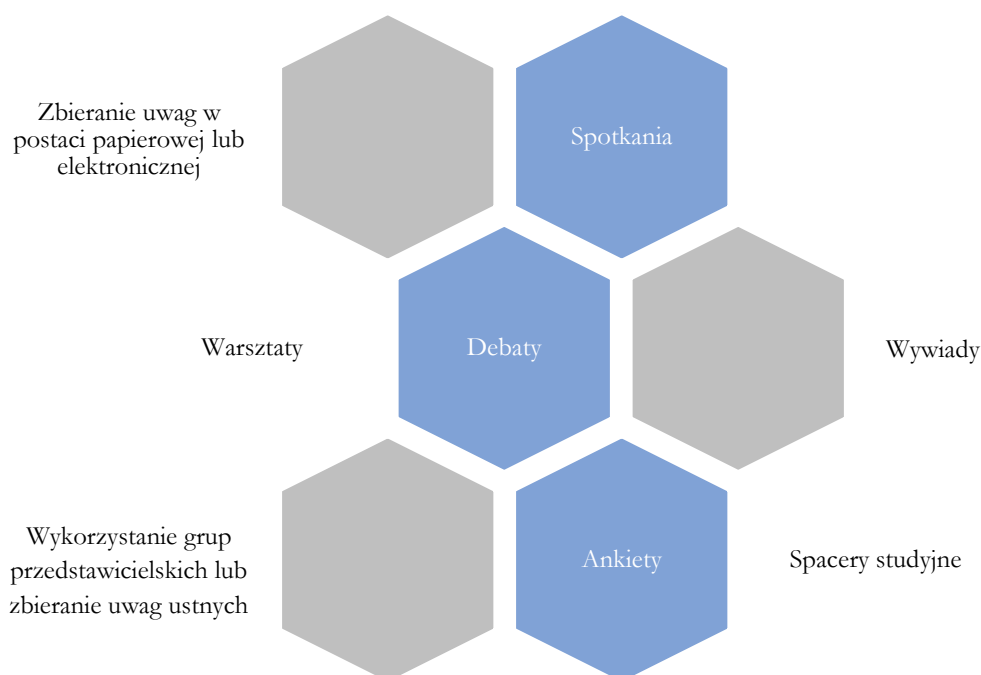 Zbieranie uwag w
postaci papierowej lub
elektronicznej
Spotkania
Warsztaty
Debaty
Wywiady
Wykorzystanie grup
przedstawicielskich lub
zbieranie uwag ustnych
Ankiety
Spacery studyjne